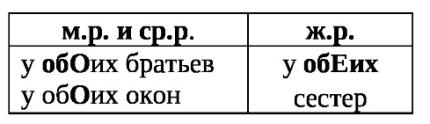 м.р. и ср.р. ж.р.
у обОих братьев у обЕих
у обОих окон сестер